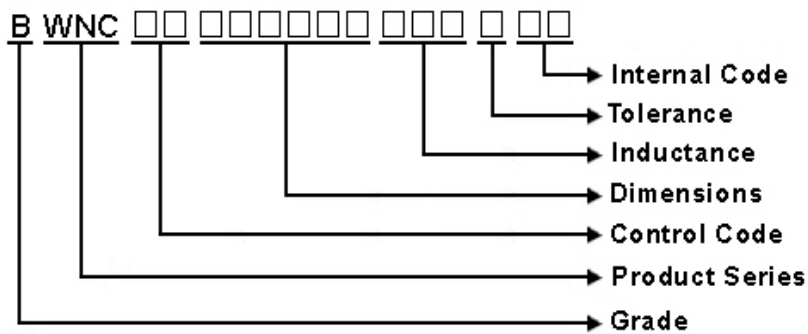 B WNC □□ □□□□□□ □□□ □ □□
Internal Code
Tolerance
Inductance
Dimensions
Control Code
Product Series
Grade